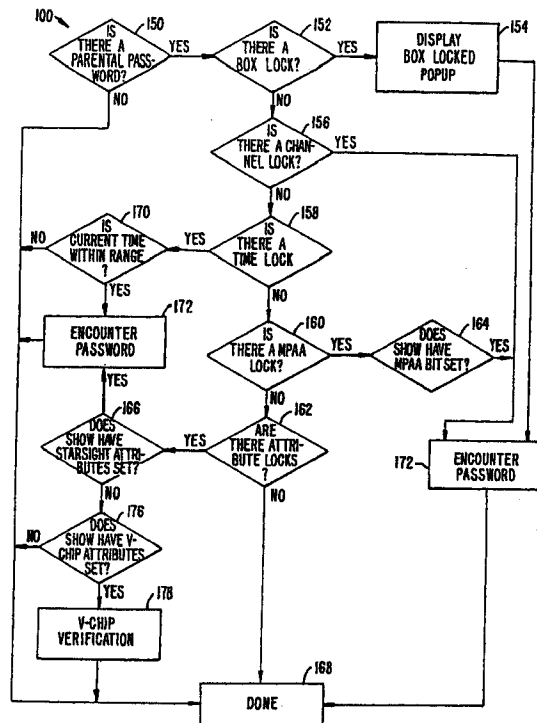 100
150
IS
THERE A
PARENTAL PASS-
WORD?
YES
NO
152
IS
THERE A
BOX LOCK?
YES
NO
154
DISPLAY
BOX LOCKED
POPUP
156
IS
THERE A CHAN-
NEL LOCK?
YES
NO
170
IS
CURRENT TIME
WITHIN RANGE
?
NO
YES
158
IS
THERE A
TIME LOCK
YES
NO
172
ENCOUNTER
PASSWORD
160
IS
THERE A MPAA
LOCK?
YES
NO
164
DOES
SHOW HAVE
MPAA BIT SET?
YES
166
DOES
SHOW HAVE
STARSIGHT ATTRIB-
UTES SET?
YES
NO
162
ARE
THERE ATTRI-
BUTE LOCKS
?
YES
NO
172
ENCOUNTER
PASSWORD
176
DOES
SHOW HAVE V-
CHIP ATTRIBUTES
SET?
NO
YES
178
V-CHIP
VERIFICATION
168
DONE